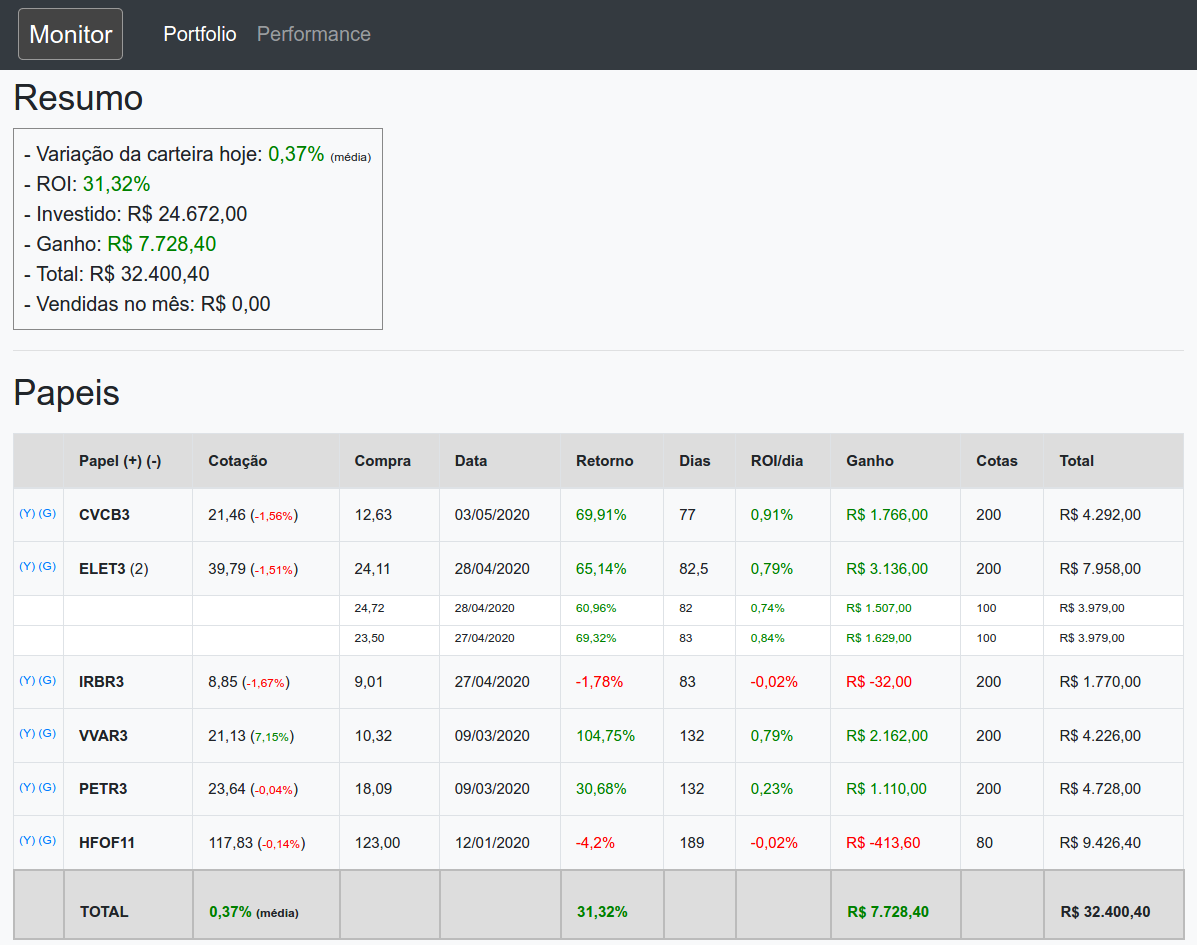 Monitor Portfolio Performance
Resumo
- Variação da carteira hoje: 0,37% (média)
- ROI: 31,32%
- Investido: R$ 24.672,00
- Ganho: R$ 7.728,40
- Total: R$ 32.400,40
- Vendidas no mês: R$ 0,00
Papeis
Papel (+) (-) Cotação Compra Data Retorno Dias ROI/dia Ganho Cotas Total
(Y) (G) CVCB3 21,46 (-1,56%) 12,63 03/05/2020 69,91% 77 0,91% R$ 1.766,00 200 R$ 4.292,00
(Y) (G) ELET3 (2) 39,79 (-1,51%) 24,11 28/04/2020 65,14% 82,5 0,79% R$ 3.136,00 200 R$ 7.958,00
24,72 28/04/2020 60,96% 82 0,74% R$ 1.507,00 100 R$ 3.979,00
23,50 27/04/2020 69,32% 83 0,84% R$ 1.629,00 100 R$ 3.979,00
(Y) (G) IRBR3 8,85 (-1,67%) 9,01 27/04/2020 -1,78% 83 -0,02% R$ -32,00 200 R$ 1.770,00
(Y) (G) VVAR3 21,13 (7,15%) 10,32 09/03/2020 104,75% 132 0,79% R$ 2.162,00 200 R$ 4.226,00
(Y) (G) PETR3 23,64 (-0,04%) 18,09 09/03/2020 30,68% 132 0,23% R$ 1.110,00 200 R$ 4.728,00
(Y) (G) HFOF11 117,83 (-0,14%) 123,00 12/01/2020 -4,2% 189 -0,02% R$ -413,60 80 R$ 9.426,40
TOTAL 0,37% (média) 31,32% R$ 7.728,40 R$ 32.400,40